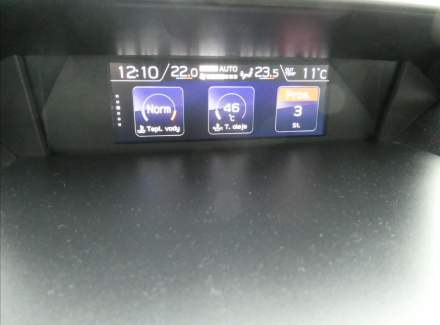 12:10 22.0 AUTO 23.5 11°C
Norm 46 °C Pros. 3
Tepl. vody T. oleje St.